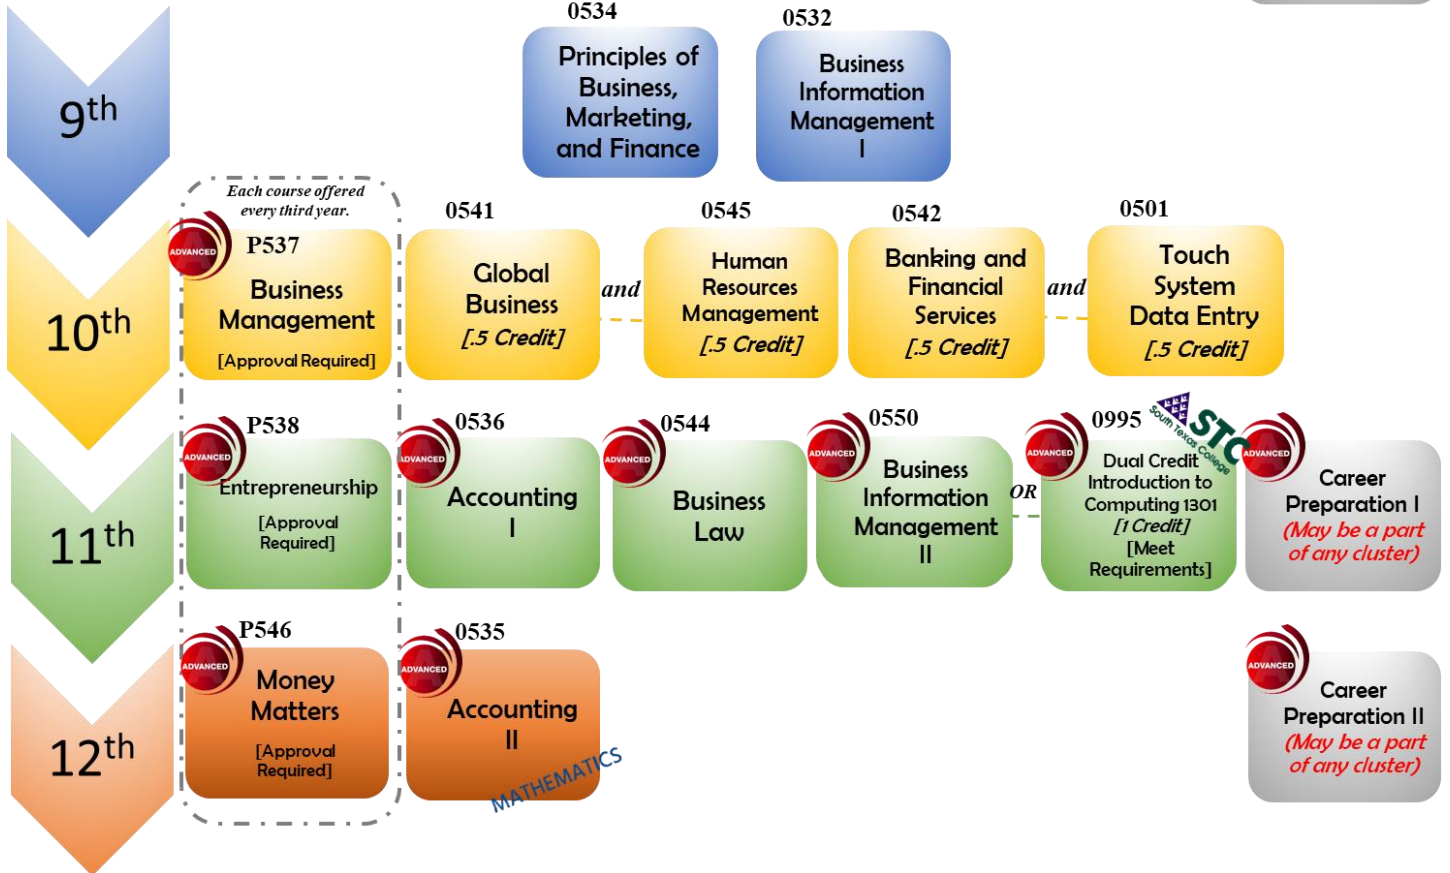 9th
0534
Principles of
Business,
Marketing,
and Finance
0532
Business
Information
Management
I
10th
Each course offered
every third year.
ADVANCED
P537
Business
Management
[Approval Required]
0541
Global
Business
[.5 Credit]
and
0545
Human
Resources
Management
[.5 Credit]
0542
Banking and
Financial
Services
[.5 Credit]
and
0501
Touch
System
Data Entry
[.5 Credit]
11th
ADVANCED
P538
Entrepreneurship
[Approval
Required]
ADVANCED
0536
Accounting
I
ADVANCED
0544
Business
Law
ADVANCED
0550
Business
Information
Management
II
OR
ADVANCED
0995
Dual Credit
Introduction to
Computing 1301
[1 Credit]
[Meet
Requirements]
STC
South Texas College
ADVANCED
Career
Preparation I
(May be a part
of any cluster)
12th
ADVANCED
P546
Money
Matters
[Approval
Required]
ADVANCED
0535
Accounting
II
MATHEMATICS
ADVANCED
Career
Preparation II
(May be a part
of any cluster)